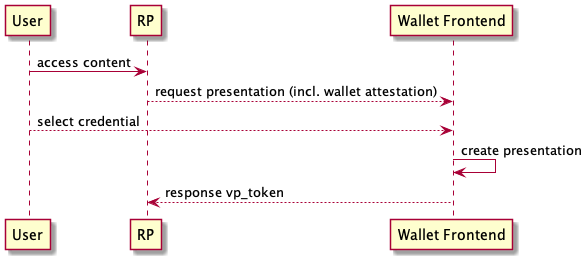 User RP Wallet Frontend
access content
request presentation (incl. wallet attestation)
select credential
create presentation
response vp_token
User RP Wallet Frontend